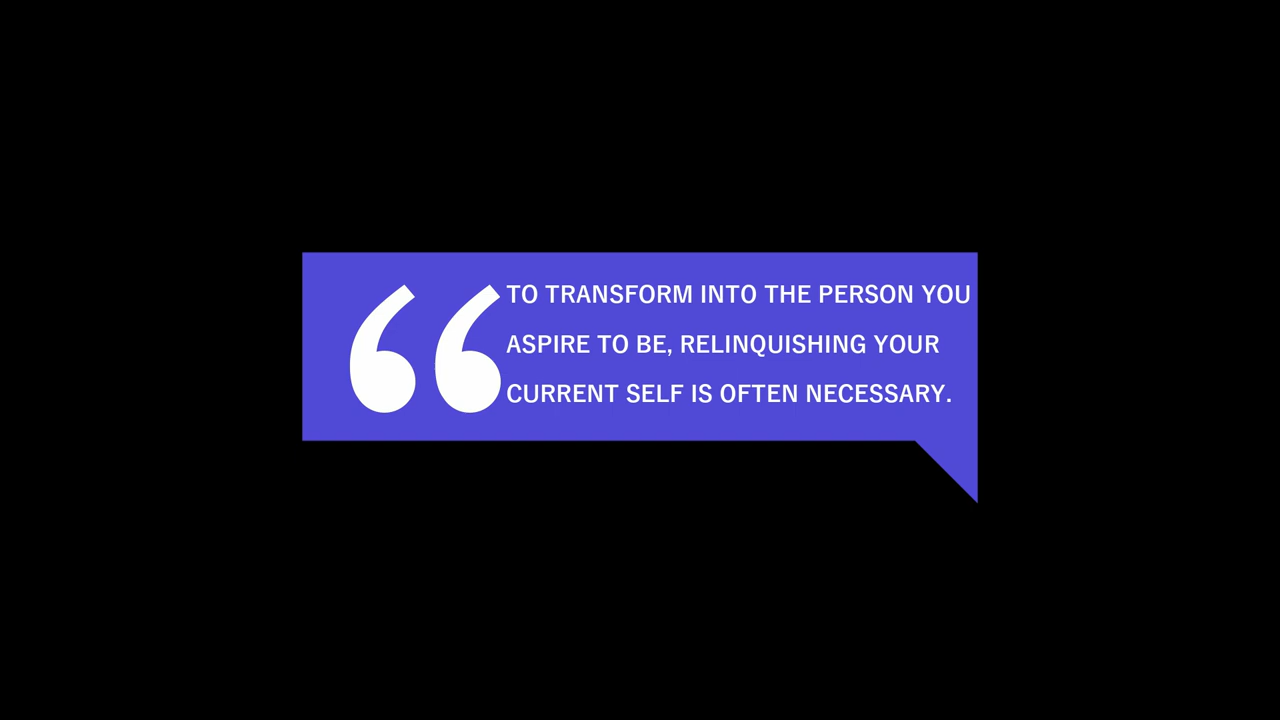 “
TO TRANSFORM INTO THE PERSON YOU
ASPIRE TO BE, RELINQUISHING YOUR
CURRENT SELF IS OFTEN NECESSARY.